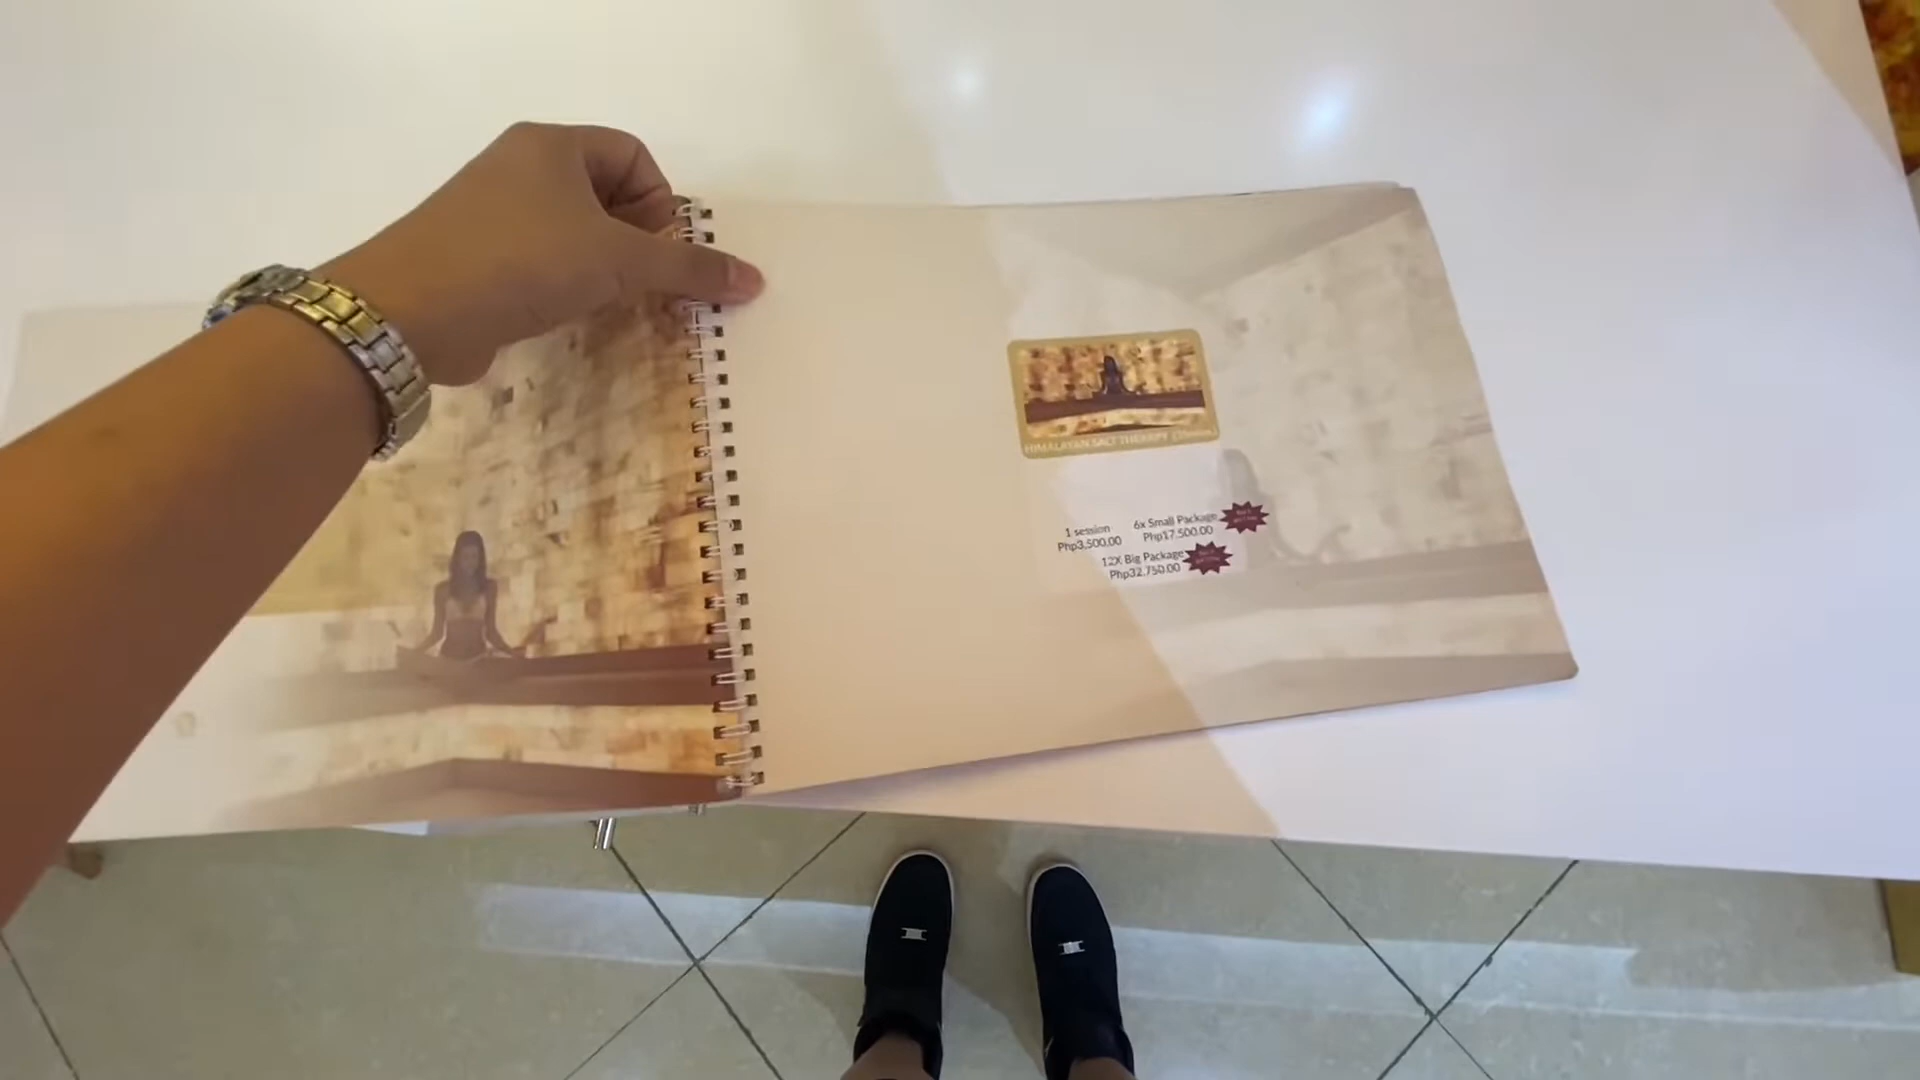 HIMALAYAN SALT THERAPY
1 session
Php3,500.00
6x Small Package
Php17,500.00
12X Big Package
Php32,750.00